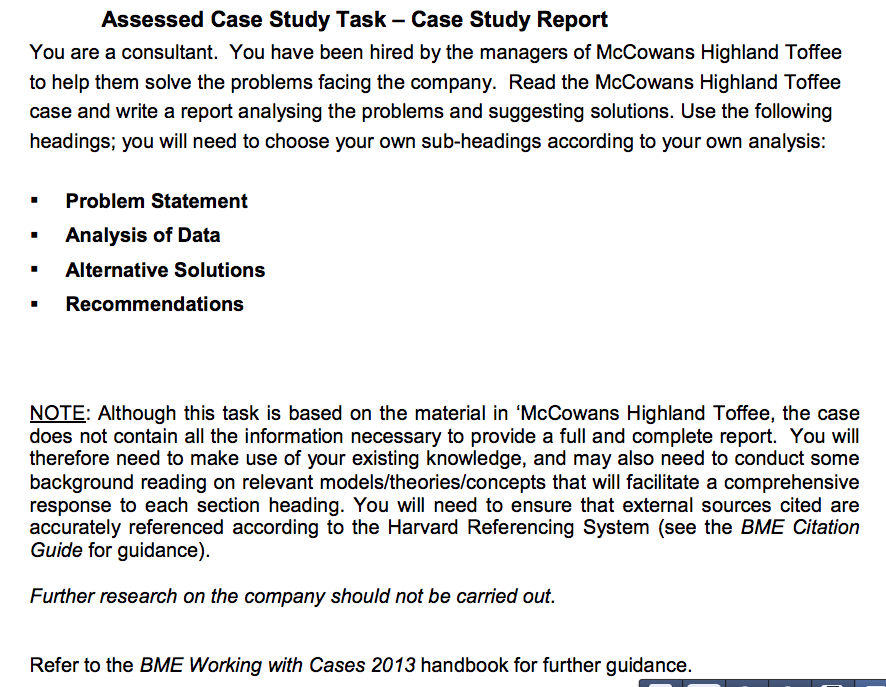 Assessed Case Study Task – Case Study Report
You are a consultant.  You have been hired by the managers of McCowans Highland Toffee
to help them solve the problems facing the company.  Read the McCowans Highland Toffee
case and write a report analysing the problems and suggesting solutions. Use the following
headings; you will need to choose your own sub-headings according to your own analysis:
▪ Problem Statement
▪ Analysis of Data
▪ Alternative Solutions
▪ Recommendations
NOTE: Although this task is based on the material in ‘McCowans Highland Toffee, the case
does not contain all the information necessary to provide a full and complete report.  You will
therefore need to make use of your existing knowledge, and may also need to conduct some
background reading on relevant models/theories/concepts that will facilitate a comprehensive
response to each section heading. You will need to ensure that external sources cited are
accurately referenced according to the Harvard Referencing System (see the BME Citation
Guide for guidance).
Further research on the company should not be carried out.
Refer to the BME Working with Cases 2013 handbook for further guidance.